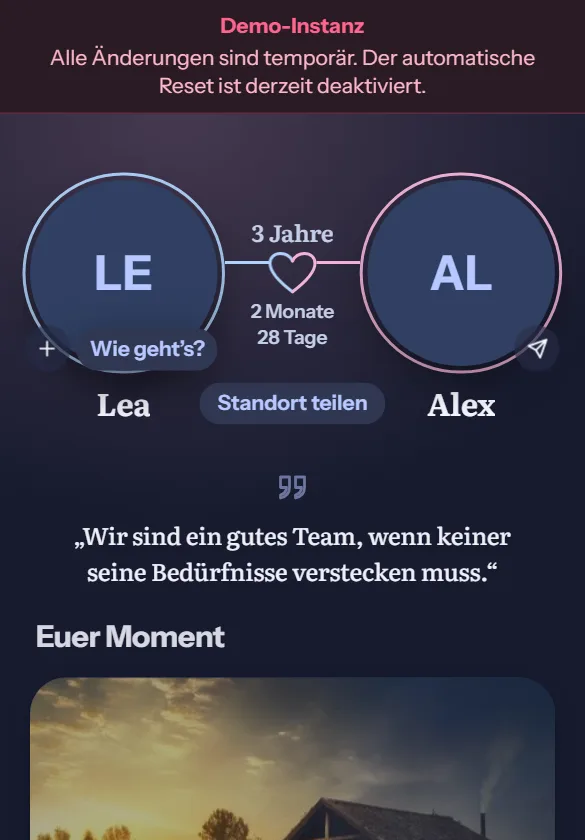 Demo-Instanz
Alle Änderungen sind temporär. Der automatische
Reset ist derzeit deaktiviert.
LE
3 Jahre
2 Monate
28 Tage
AL
Wie geht’s?
Lea
Standort teilen
Alex
„Wir sind ein gutes Team, wenn keiner
seine Bedürfnisse verstecken muss.“
Euer Moment